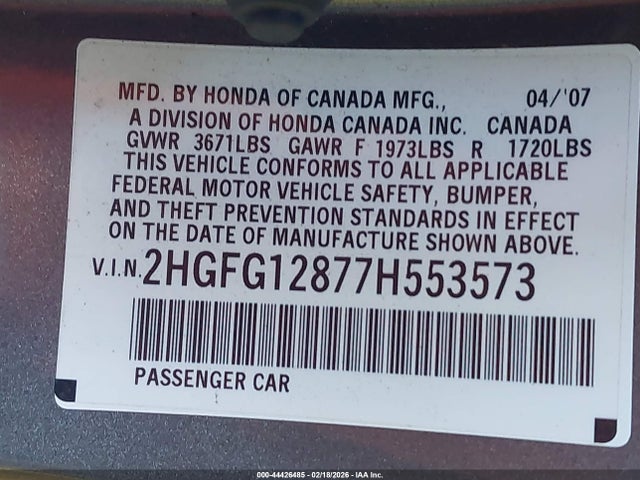 MFD. BY HONDA OF CANADA MFG., 04/'07
A DIVISION OF HONDA CANADA INC. CANADA
GVWR 3671LBS GAWR F 1973LBS R 1720LBS
THIS VEHICLE CONFORMS TO ALL APPLICABLE
FEDERAL MOTOR VEHICLE SAFETY, BUMPER,
AND THEFT PREVENTION STANDARDS IN EFFECT
ON THE DATE OF MANUFACTURE SHOWN ABOVE.
V.I.N. 2HGFG12877H553573
PASSENGER CAR
000-44426485 - 02/18/2026 - IAA Inc.